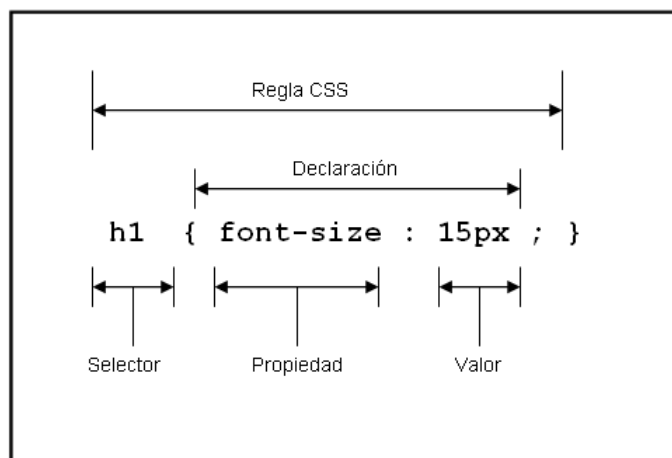 Regla CSS
Declaración
h1 { font-size : 15px ; }
Selector Propiedad Valor